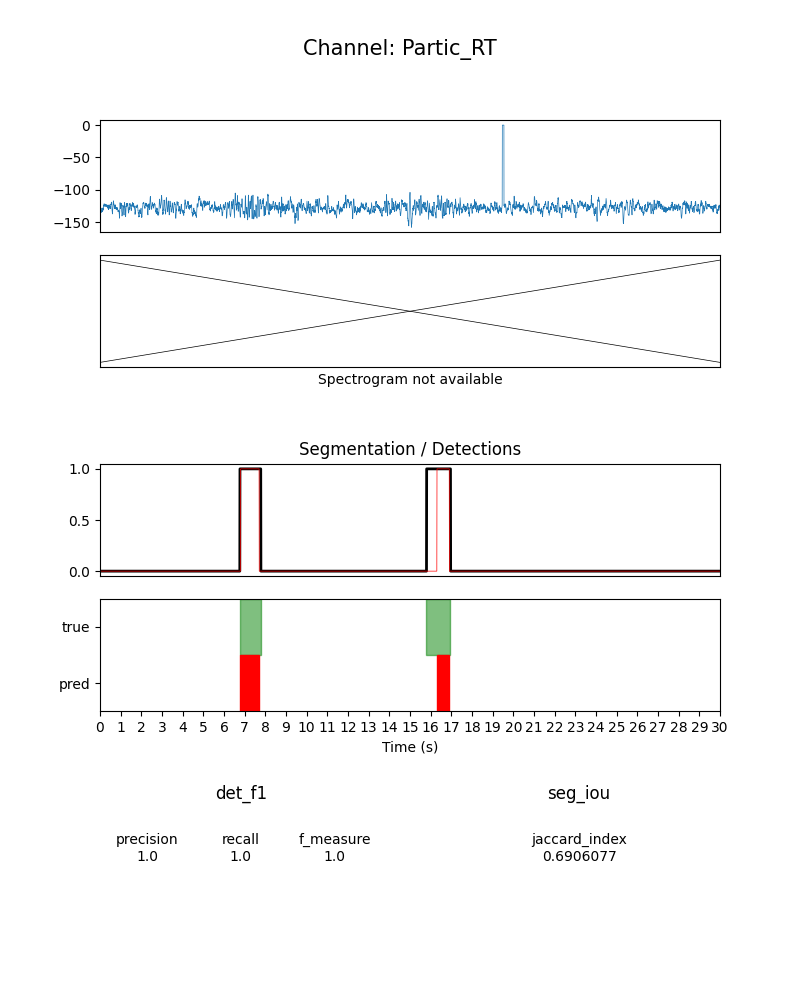 Channel: Partic_RT
0
−50
−100
−150
Spectrogram not available
Segmentation / Detections
1.0
0.5
0.0
true
pred
0 1 2 3 4 5 6 7 8 9 10 11 12 13 14 15 16 17 18 19 20 21 22 23 24 25 26 27 28 29 30
Time (s)
det_f1 seg_iou
precision recall f_measure jaccard_index
1.0 1.0 1.0 0.6906077